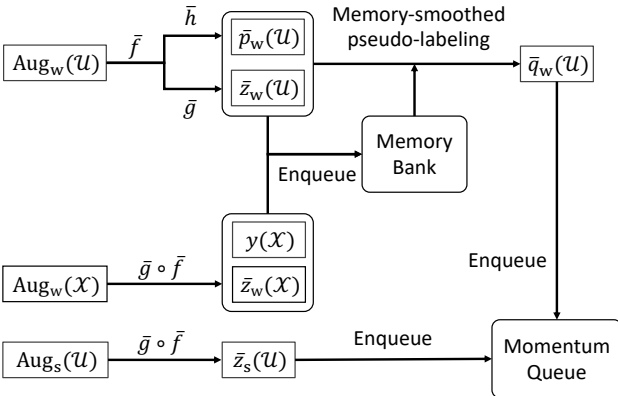 h̄
Memory-smoothed
pseudo-labeling
f̄
Aug_w(𝒰)
p̄_w(𝒰)
z̄_w(𝒰)
q̄_w(𝒰)
ḡ
Memory
Bank
Enqueue
y(𝒳)
Aug_w(𝒳)
ḡ ∘ f̄
z̄_w(𝒳)
Enqueue
Aug_s(𝒰)
ḡ ∘ f̄
z̄_s(𝒰)
Enqueue
Momentum
Queue